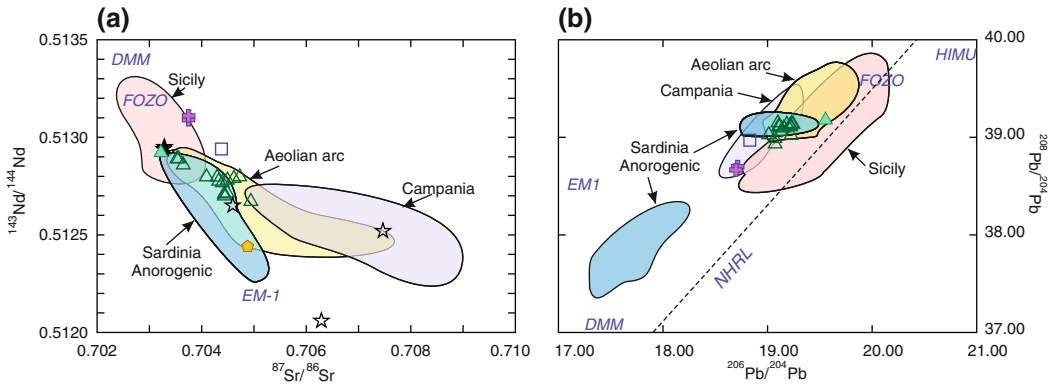 (a)
0.5135
0.5130
0.5125
0.5120
143Nd/144Nd
DMM
Sicily
FOZO
Aeolian arc
Campania
Sardinia
Anorogenic
EM-1
0.702
0.704
0.706
0.708
0.710
87Sr/86Sr
(b)
40.00
39.00
38.00
37.00
208Pb/204Pb
HIMU
Aeolian arc
FOZO
Campania
Sardinia
Anorogenic
Sicily
EM1
NHRL
DMM
17.00
18.00
19.00
20.00
21.00
206Pb/204Pb